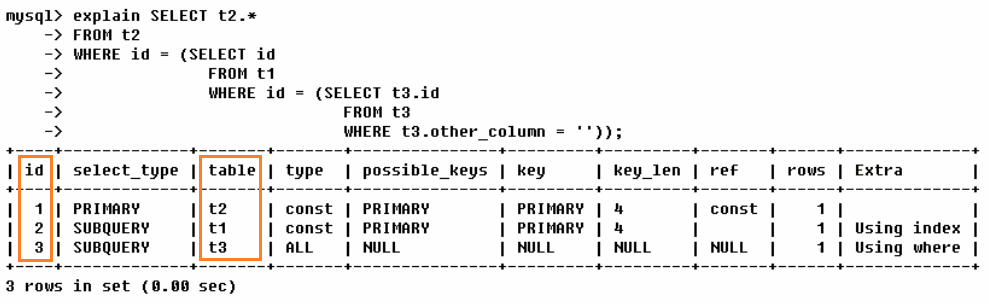 mysql> explain SELECT t2.*
    -> FROM t2
    -> WHERE id = (SELECT id
    ->             FROM t1
    ->             WHERE id = (SELECT t3.id
    ->                         FROM t3
    ->                         WHERE t3.other_column = ''));
+----+-------------+-------+-------+---------------+---------+---------+-------+------+-------------+
| id | select_type | table | type  | possible_keys | key     | key_len | ref   | rows | Extra       |
+----+-------------+-------+-------+---------------+---------+---------+-------+------+-------------+
|  1 | PRIMARY     | t2    | const | PRIMARY       | PRIMARY | 4       | const |    1 |             |
|  2 | SUBQUERY    | t1    | const | PRIMARY       | PRIMARY | 4       |       |    1 | Using index |
|  3 | SUBQUERY    | t3    | ALL   | NULL          | NULL    | NULL    | NULL  |    1 | Using where |
+----+-------------+-------+-------+---------------+---------+---------+-------+------+-------------+
3 rows in set (0.00 sec)